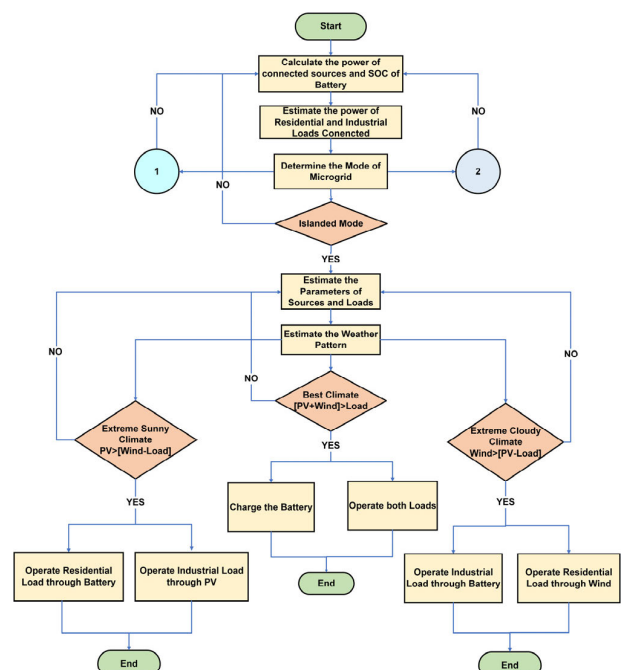 Start
Calculate the power of
connected sources and SOC of
Battery
NO
NO
Estimate the power of
Residential and Industrial
Loads Conencted
1
Determine the Mode of
Microgrid
2
NO
Islanded Mode
YES
Estimate the
Parameters of
Sources and Loads
Estimate the Weather
Pattern
NO
NO
NO
Best Climate
[PV+Wind]>Load
Extreme Sunny
Climate
PV>[Wind-Load]
Extreme Cloudy
Climate
Wind>[PV-Load]
YES
YES
YES
Charge the Battery
Operate both Loads
Operate Residential
Load through Battery
Operate Industrial Load
through PV
End
Operate Industrial
Load through Battery
Operate Residential
Load through Wind
End
End